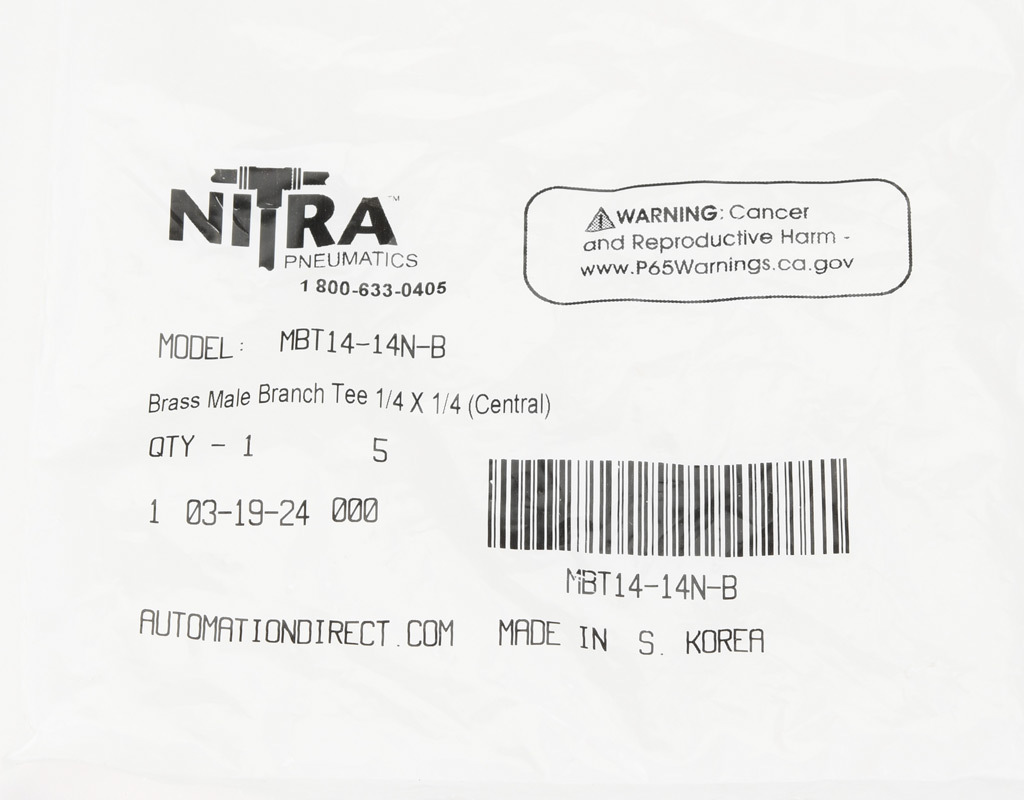 NITRA™
PNEUMATICS
1 800-633-0405
WARNING: Cancer
and Reproductive Harm -
www.P65Warnings.ca.gov
MODEL: MBT14-14N-B
Brass Male Branch Tee 1/4 X 1/4 (Central)
QTY - 1 5
1 03-19-24 000
MBT14-14N-B
AUTOMATIONDIRECT.COM MADE IN S. KOREA